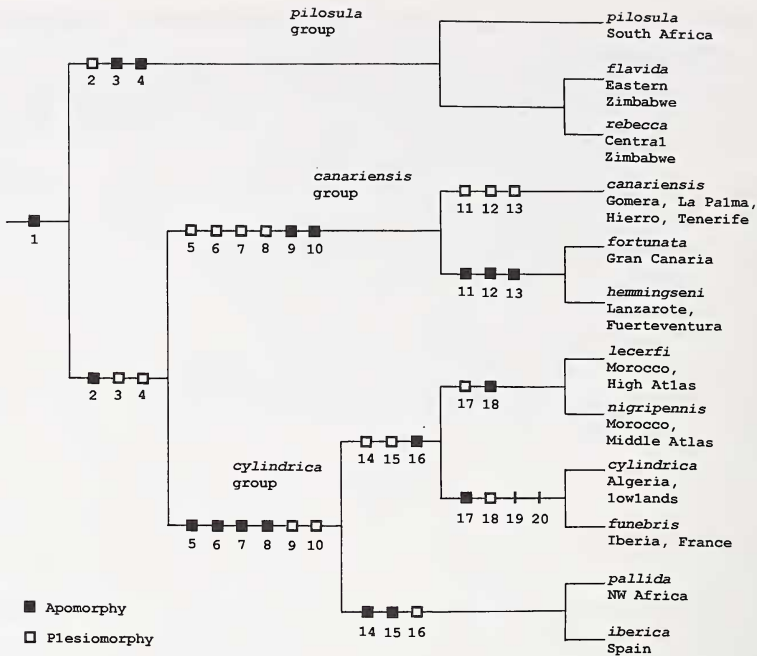 pilosula
group
pilosula
South Africa
2 3 4
flavida
Eastern
Zimbabwe
rebecca
Central
Zimbabwe
1
canariensis
group
11 12 13
canariensis
Gomera, La Palma,
Hierro, Tenerife
5 6 7 8 9 10
fortunata
Gran Canaria
11 12 13
hemmingseni
Lanzarote,
Fuerteventura
2 3 4
lecerfi
Morocco,
High Atlas
17 18
nigripennis
Morocco,
Middle Atlas
14 15 16
cylindrica
group
cylindrica
Algeria,
lowlands
17 18 19 20
funebris
Iberia, France
5 6 7 8 9 10
pallida
NW Africa
14 15 16
iberica
Spain
Apomorphy
Plesiomorphy